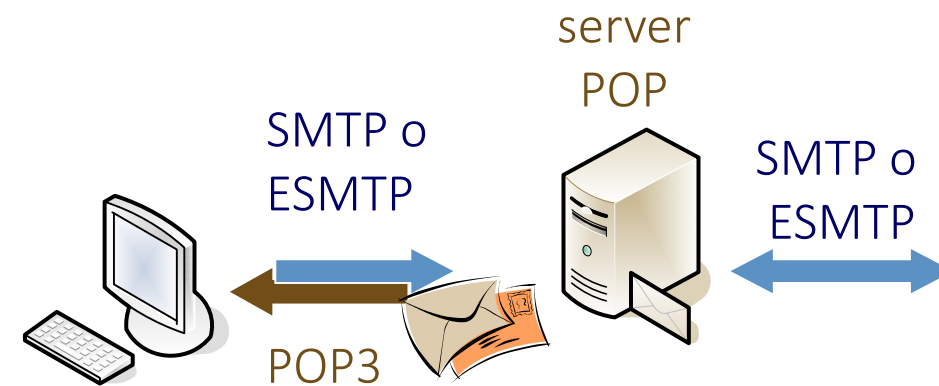 server
POP
SMTP o
ESMTP
SMTP o
ESMTP
POP3